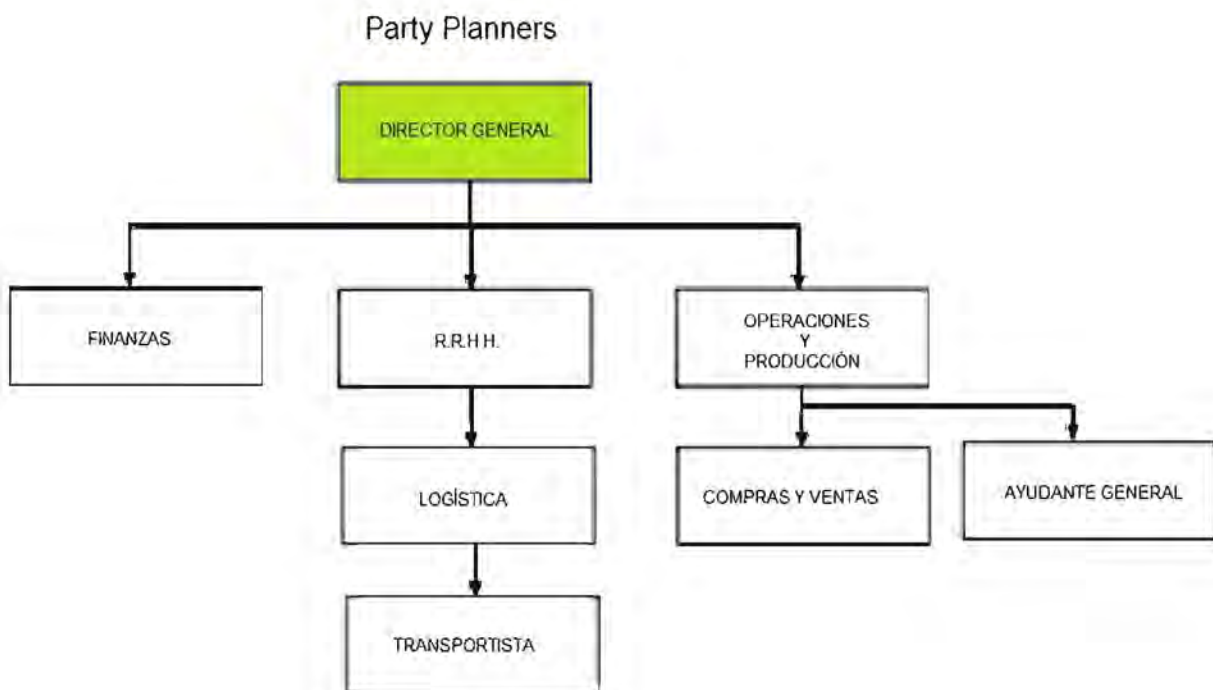 Party Planners
DIRECTOR GENERAL
FINANZAS
R.R.H H.
OPERACIONES
Y
PRODUCCIÓN
LOGÍSTICA
COMPRAS Y VENTAS
AYUDANTE GENERAL
TRANSPORTISTA